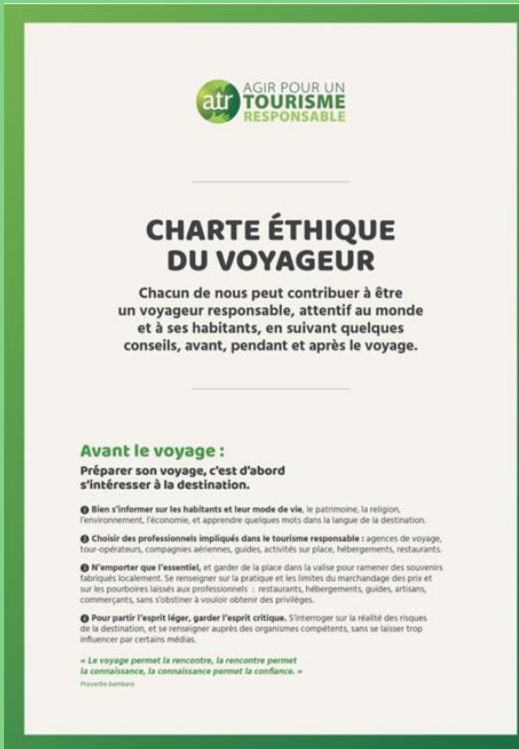 atr
AGIR POUR UN
TOURISME
RESPONSABLE
CHARTE ÉTHIQUE
DU VOYAGEUR
Chacun de nous peut contribuer à être
un voyageur responsable, attentif au monde
et à ses habitants, en suivant quelques
conseils, avant, pendant et après le voyage.
Avant le voyage :
Préparer son voyage, c'est d'abord
s'intéresser à la destination.
1 Bien s'informer sur les habitants et leur mode de vie, le patrimoine, la religion,
l'environnement, l'économie, et apprendre quelques mots dans la langue de la destination.
2 Choisir des professionnels impliqués dans le tourisme responsable : agences de voyage,
tour-opérateurs, compagnies aériennes, guides, activités sur place, hébergements, restaurants.
3 N'emporter que l'essentiel, et garder de la place dans la valise pour ramener des souvenirs
fabriqués localement. Se renseigner sur la pratique et les limites du marchandage des prix et
sur les pourboires laissés aux professionnels : restaurants, hébergements, guides, artisans,
commerçants, sans s'obstiner à vouloir obtenir des privilèges.
4 Pour partir l'esprit léger, garder l'esprit critique. S'interroger sur la réalité des risques
de la destination, et se renseigner auprès des organismes compétents, sans se laisser trop
influencer par certains médias.
« Le voyage permet la rencontre, la rencontre permet
la connaissance, la connaissance permet la confiance. »
Proverbe bambara